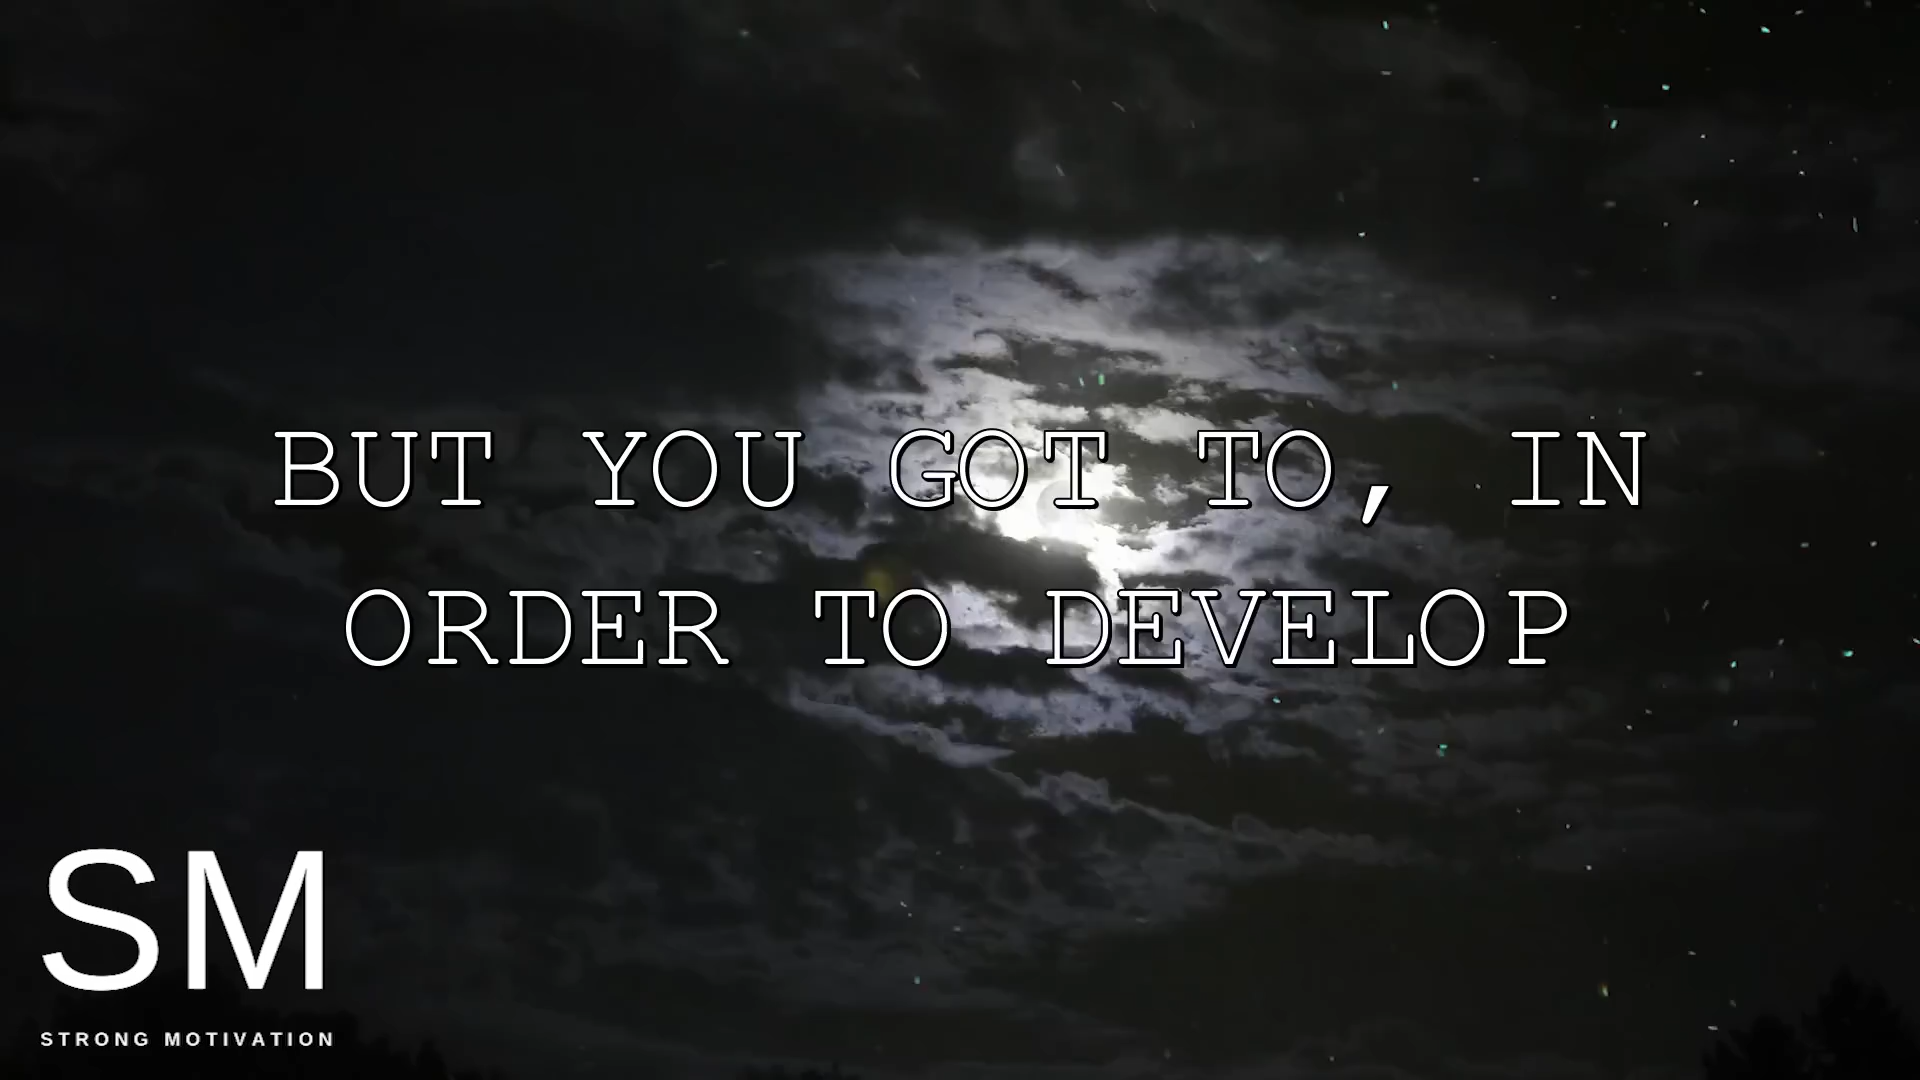 BUT YOU GOT TO, IN
ORDER TO DEVELOP
SM
STRONG MOTIVATION